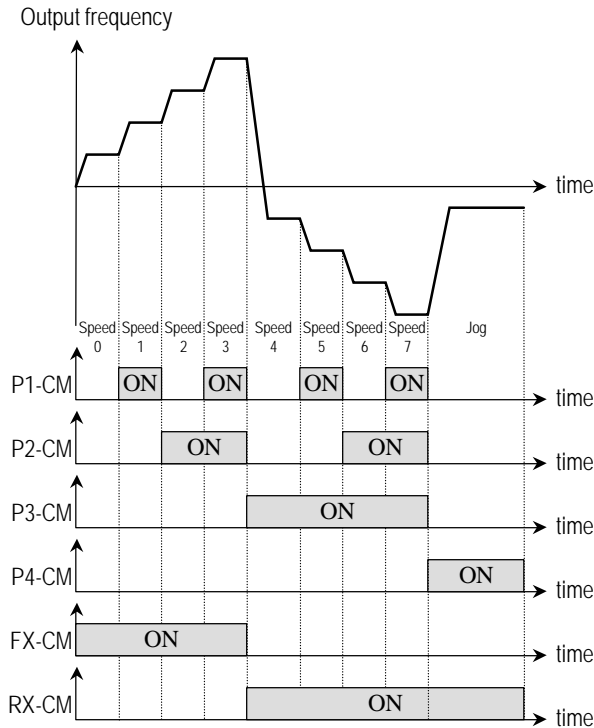 Output frequency
time
Speed 0
Speed 1
Speed 2
Speed 3
Speed 4
Speed 5
Speed 6
Speed 7
Jog
P1-CM
ON
ON
ON
ON
time
P2-CM
ON
ON
time
P3-CM
ON
time
P4-CM
ON
time
FX-CM
ON
time
RX-CM
ON
time